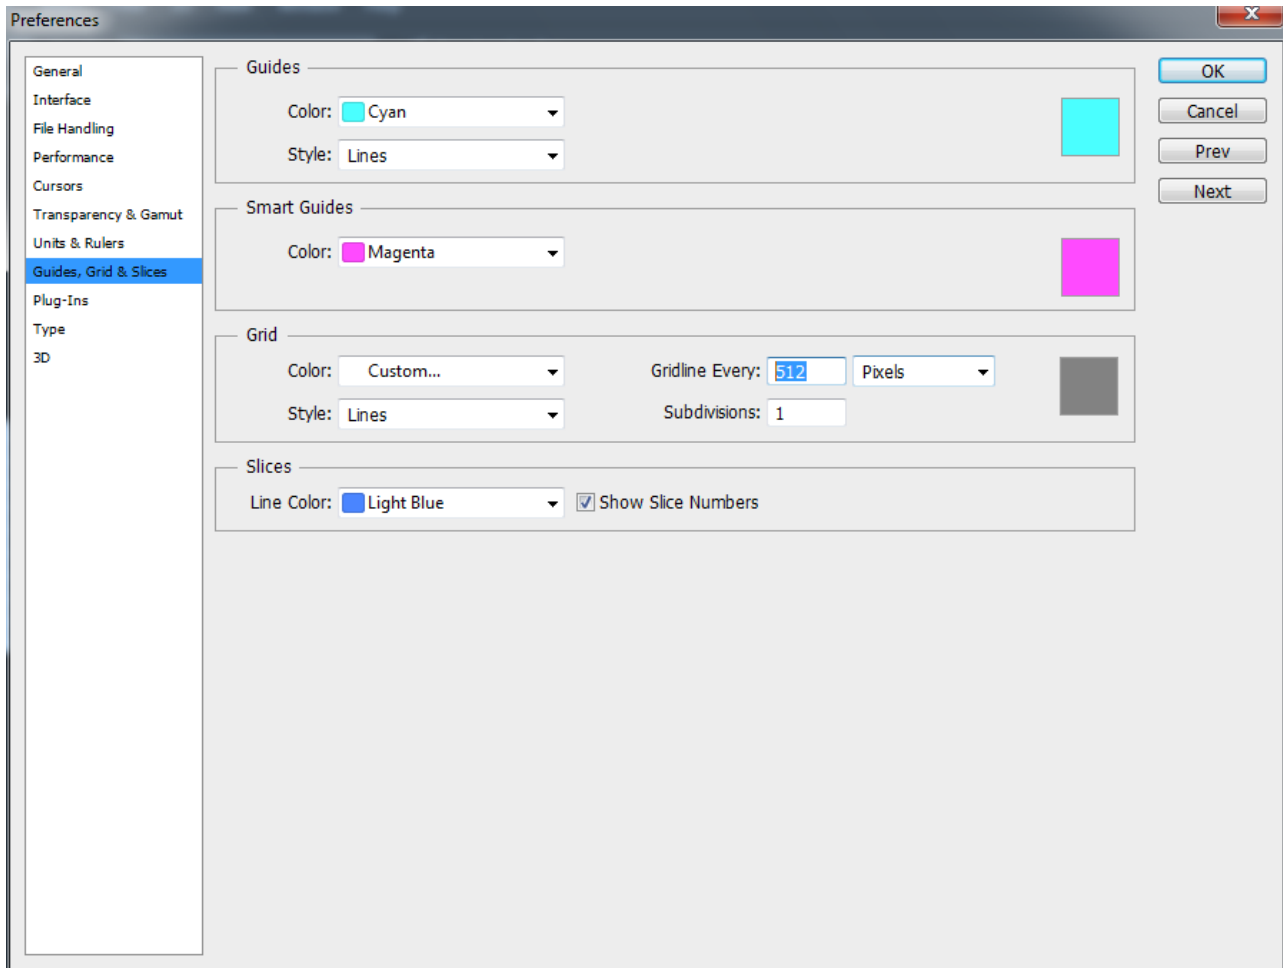 Preferences
x
General
Interface
File Handling
Performance
Cursors
Transparency & Gamut
Units & Rulers
Guides, Grid & Slices
Plug-Ins
Type
3D
Guides
Color: Cyan
Style: Lines
Smart Guides
Color: Magenta
Grid
Color: Custom... Gridline Every: 512 Pixels
Style: Lines Subdivisions: 1
Slices
Line Color: Light Blue Show Slice Numbers
OK
Cancel
Prev
Next